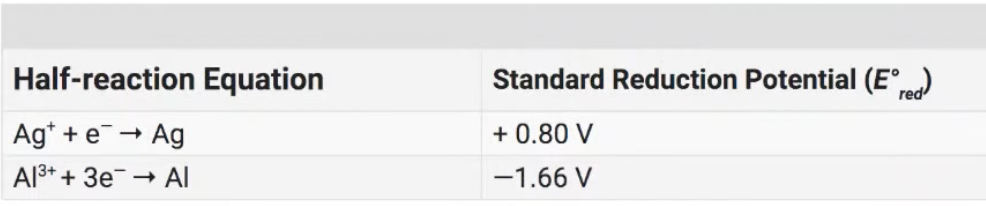 Half-reaction Equation Standard Reduction Potential (E°red)
Ag⁺ + e⁻ → Ag + 0.80 V
Al³⁺ + 3e⁻ → Al −1.66 V